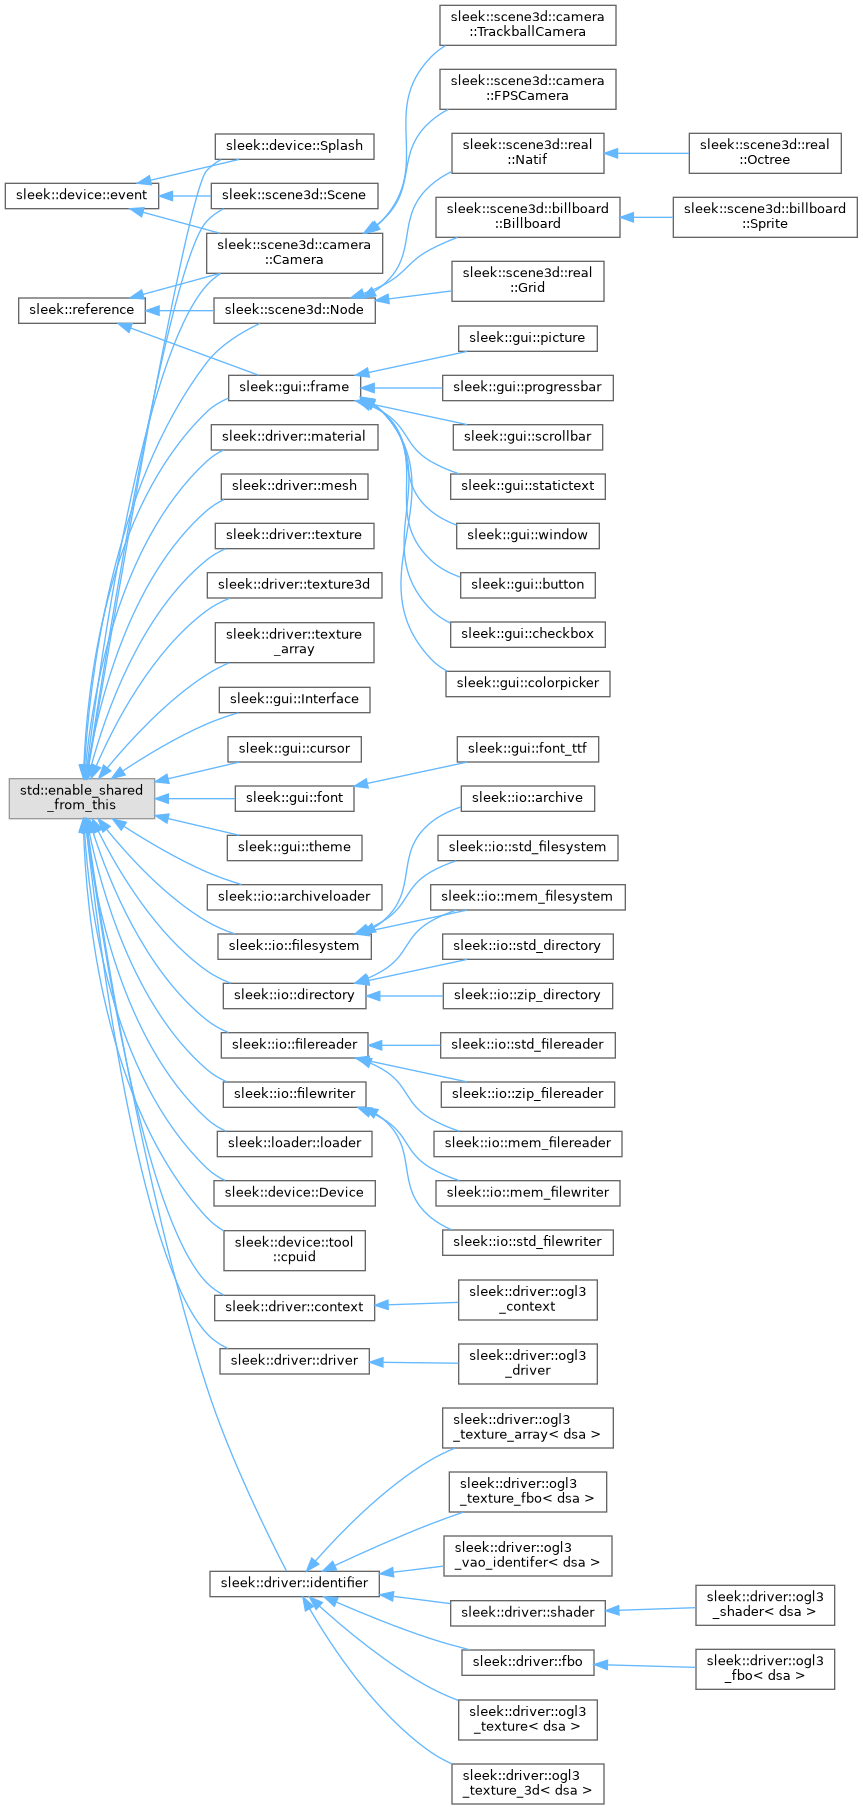 sleek::scene3d::camera
::TrackballCamera
sleek::scene3d::camera
::FPSCamera
sleek::device::Splash
sleek::scene3d::real
::Natif
sleek::scene3d::real
::Octree
sleek::device::event
sleek::scene3d::Scene
sleek::scene3d::billboard
::Billboard
sleek::scene3d::billboard
::Sprite
sleek::scene3d::camera
::Camera
sleek::scene3d::real
::Grid
sleek::reference
sleek::scene3d::Node
sleek::gui::picture
sleek::gui::frame
sleek::gui::progressbar
sleek::driver::material
sleek::gui::scrollbar
sleek::driver::mesh
sleek::gui::statictext
sleek::driver::texture
sleek::gui::window
sleek::driver::texture3d
sleek::gui::button
sleek::driver::texture
_array
sleek::gui::checkbox
sleek::gui::colorpicker
sleek::gui::Interface
sleek::gui::cursor
sleek::gui::font_ttf
std::enable_shared
_from_this
sleek::gui::font
sleek::io::archive
sleek::gui::theme
sleek::io::std_filesystem
sleek::io::archiveloader
sleek::io::mem_filesystem
sleek::io::filesystem
sleek::io::std_directory
sleek::io::directory
sleek::io::zip_directory
sleek::io::filereader
sleek::io::std_filereader
sleek::io::filewriter
sleek::io::zip_filereader
sleek::loader::loader
sleek::io::mem_filereader
sleek::device::Device
sleek::io::mem_filewriter
sleek::device::tool
::cpuid
sleek::io::std_filewriter
sleek::driver::context
sleek::driver::ogl3
_context
sleek::driver::driver
sleek::driver::ogl3
_driver
sleek::driver::ogl3
_texture_array< dsa >
sleek::driver::ogl3
_texture_fbo< dsa >
sleek::driver::ogl3
_vao_identifer< dsa >
sleek::driver::identifier
sleek::driver::shader
sleek::driver::ogl3
_shader< dsa >
sleek::driver::fbo
sleek::driver::ogl3
_fbo< dsa >
sleek::driver::ogl3
_texture< dsa >
sleek::driver::ogl3
_texture_3d< dsa >